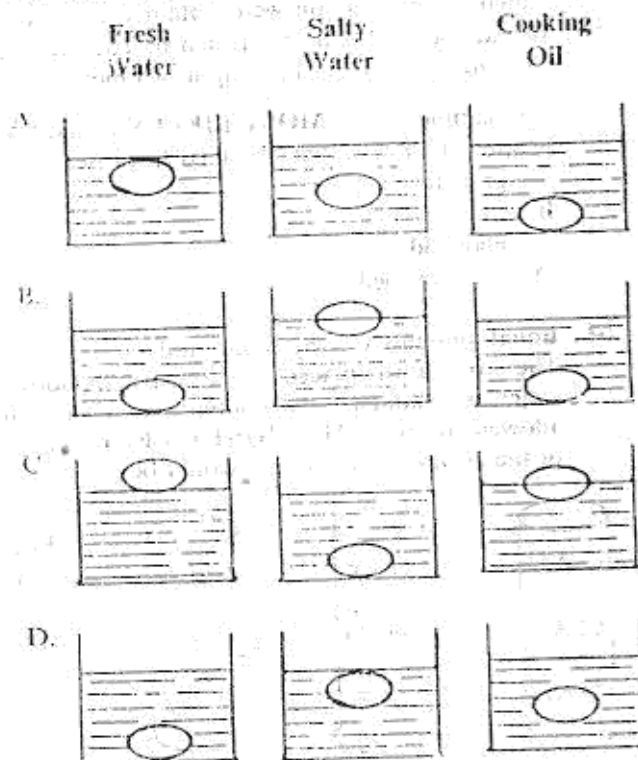 Fresh
Water
Salty
Water
Cooking
Oil
A.
B.
C
D.